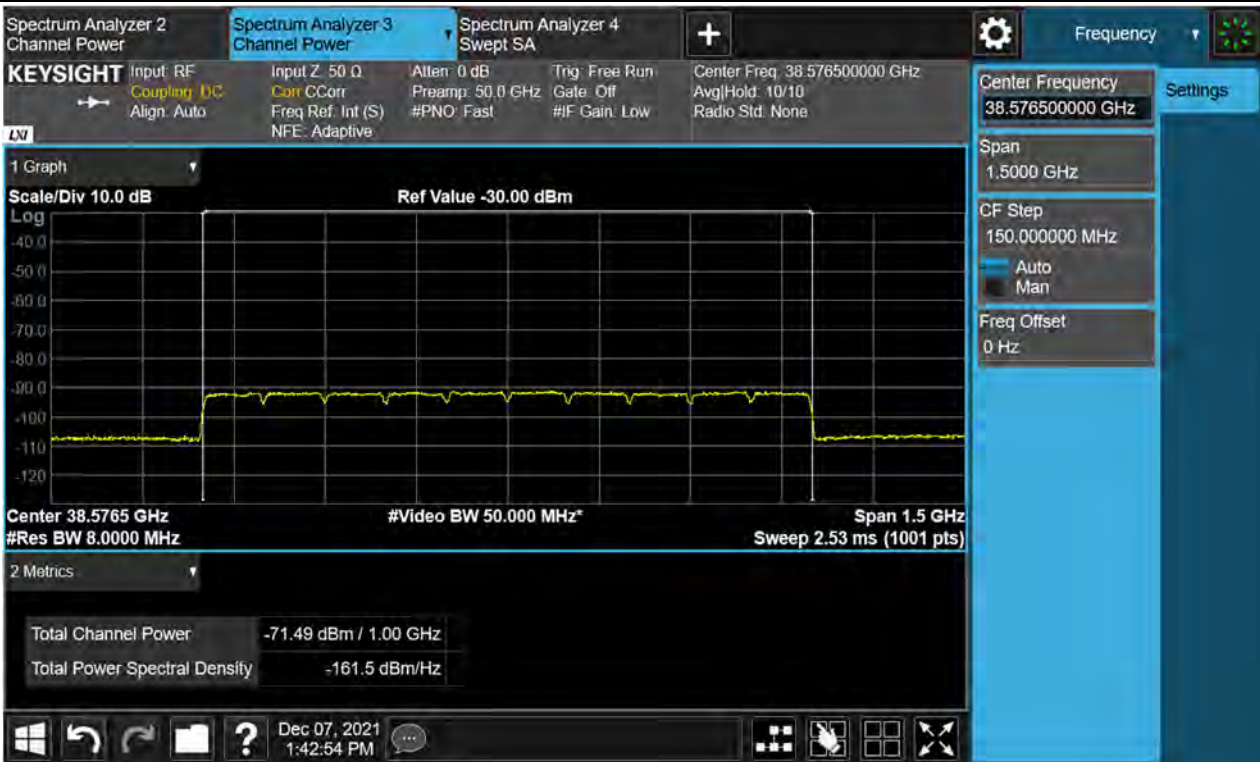 Spectrum Analyzer 2
Channel Power
Spectrum Analyzer 3
Channel Power
Spectrum Analyzer 4
Swept SA
+
Frequency
KEYSIGHT
LXI
Input: RF
Coupling: DC
Align: Auto
Input Z: 50 Ω
Corr CCorr
Freq Ref: Int (S)
NFE: Adaptive
Atten: 0 dB
Preamp: 50.0 GHz
#PNO: Fast
Trig: Free Run
Gate: Off
#IF Gain: Low
Center Freq: 38.576500000 GHz
Avg|Hold: 10/10
Radio Std: None
1 Graph
Scale/Div 10.0 dB
Ref Value -30.00 dBm
Log
-40.0
-50.0
-60.0
-70.0
-80.0
-90.0
-100
-110
-120
Center 38.5765 GHz
#Video BW 50.000 MHz*
Span 1.5 GHz
#Res BW 8.0000 MHz
Sweep 2.53 ms (1001 pts)
2 Metrics
Total Channel Power -71.49 dBm / 1.00 GHz
Total Power Spectral Density -161.5 dBm/Hz
Center Frequency
38.576500000 GHz
Settings
Span
1.5000 GHz
CF Step
150.000000 MHz
Auto
Man
Freq Offset
0 Hz
?
Dec 07, 2021
1:42:54 PM